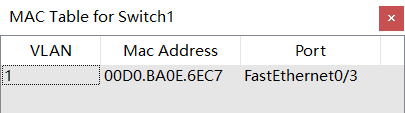 MAC Table for Switch1
VLAN Mac Address Port
1 00D0.BA0E.6EC7 FastEthernet0/3